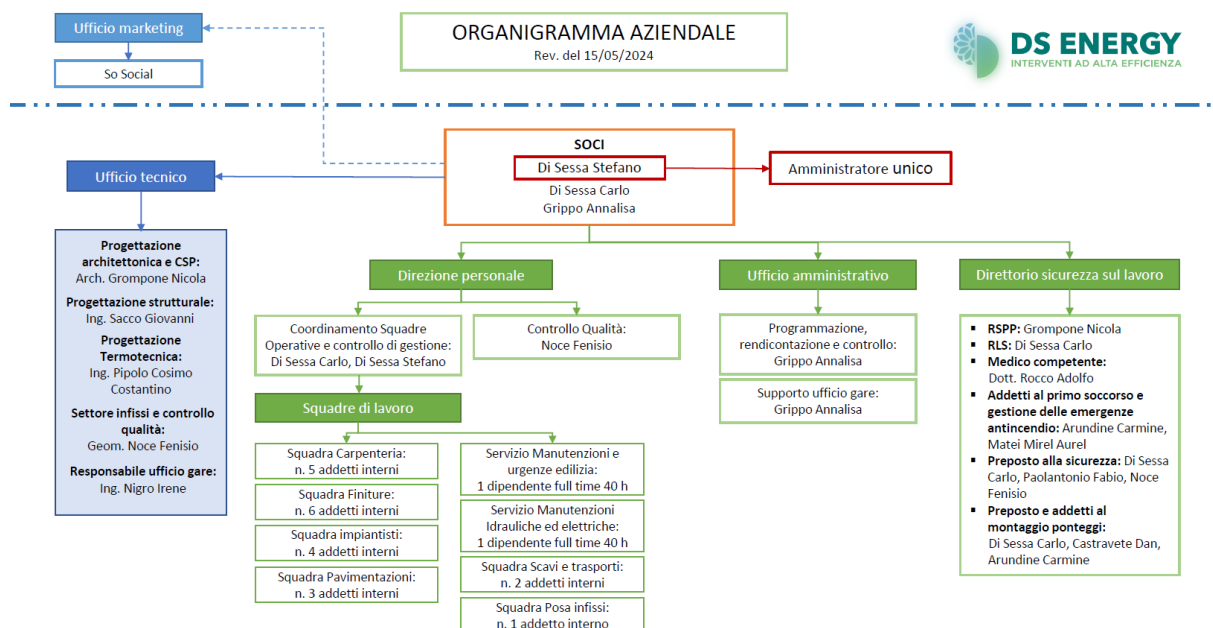 Ufficio marketing
So Social
ORGANIGRAMMA AZIENDALE
Rev. del 15/05/2024
DS ENERGY
INTERVENTI AD ALTA EFFICIENZA
SOCI
Di Sessa Stefano
Di Sessa Carlo
Grippo Annalisa
Amministratore unico
Ufficio tecnico
Progettazione
architettonica e CSP:
Arch. Grompone Nicola
Progettazione strutturale:
Ing. Sacco Giovanni
Progettazione
Termotecnica:
Ing. Pipolo Cosimo
Costantino
Settore infissi e controllo
qualità:
Geom. Noce Fenisio
Responsabile ufficio gare:
Ing. Nigro Irene
Direzione personale
Coordinamento Squadre
Operative e controllo di gestione:
Di Sessa Carlo, Di Sessa Stefano
Controllo Qualità:
Noce Fenisio
Squadre di lavoro
Squadra Carpenteria:
n. 5 addetti interni
Squadra Finiture:
n. 6 addetti interni
Squadra impiantisti:
n. 4 addetti interni
Squadra Pavimentazioni:
n. 3 addetti interni
Servizio Manutenzioni e
urgenze edilizia:
1 dipendente full time 40 h
Servizio Manutenzioni
Idrauliche ed elettriche:
1 dipendente full time 40 h
Squadra Scavi e trasporti:
n. 2 addetti interni
Squadra Posa infissi:
n. 1 addetto interno
Ufficio amministrativo
Programmazione,
rendicontazione e controllo:
Grippo Annalisa
Supporto ufficio gare:
Grippo Annalisa
Direttorio sicurezza sul lavoro
▪ RSPP: Grompone Nicola
▪ RLS: Di Sessa Carlo
▪ Medico competente:
Dott. Rocco Adolfo
▪ Addetti al primo soccorso e
gestione delle emergenze
antincendio: Arundine Carmine,
Matei Mirel Aurel
▪ Preposto alla sicurezza: Di Sessa
Carlo, Paolantonio Fabio, Noce
Fenisio
▪ Preposto e addetti al
montaggio ponteggi:
Di Sessa Carlo, Castravete Dan,
Arundine Carmine